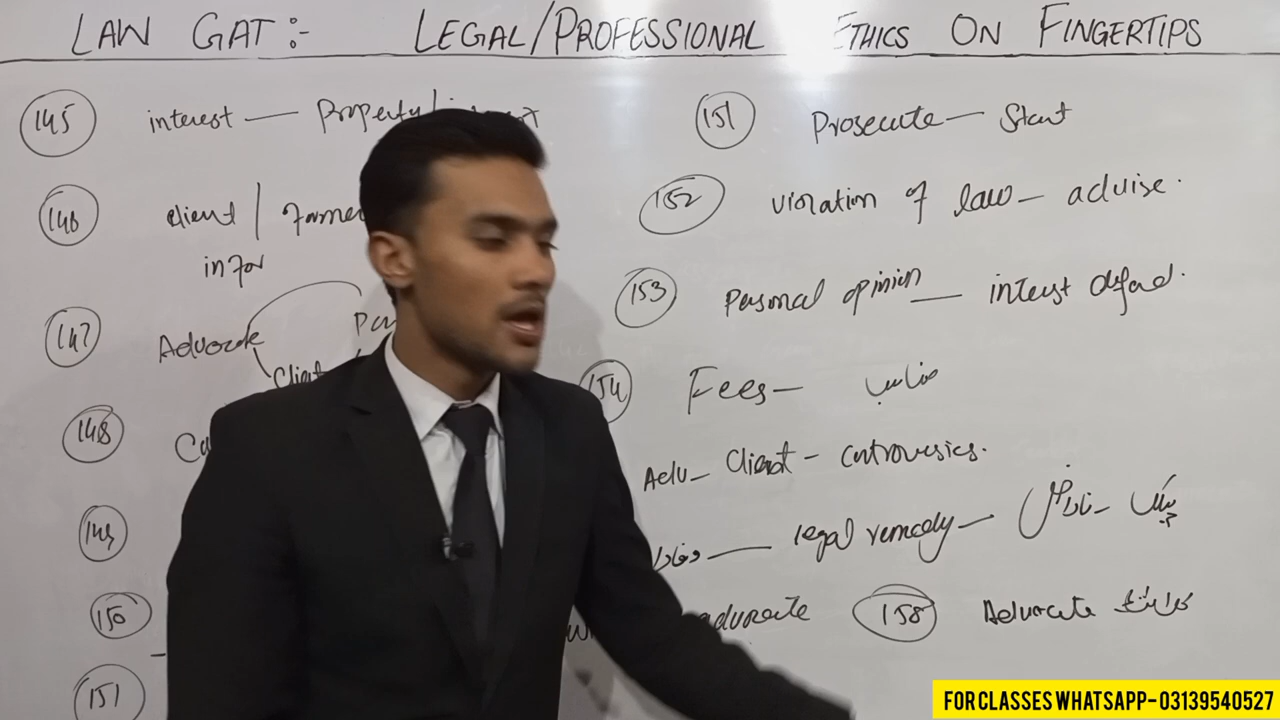 LAW GAT:- LEGAL/PROFESSIONAL ETHICS ON FINGERTIPS
145 interest — Property
146 client /
infor
147 Advocate
Client
148
149
150
151
151 Prosecute — Start
152 violation of law — advise.
153 Personal opinion — interest defend.
154 Fees — مناسب
Adv — Client — controversies.
legal remedy —
advocate
158 Advocate
FOR CLASSES WHATSAPP-03139540527